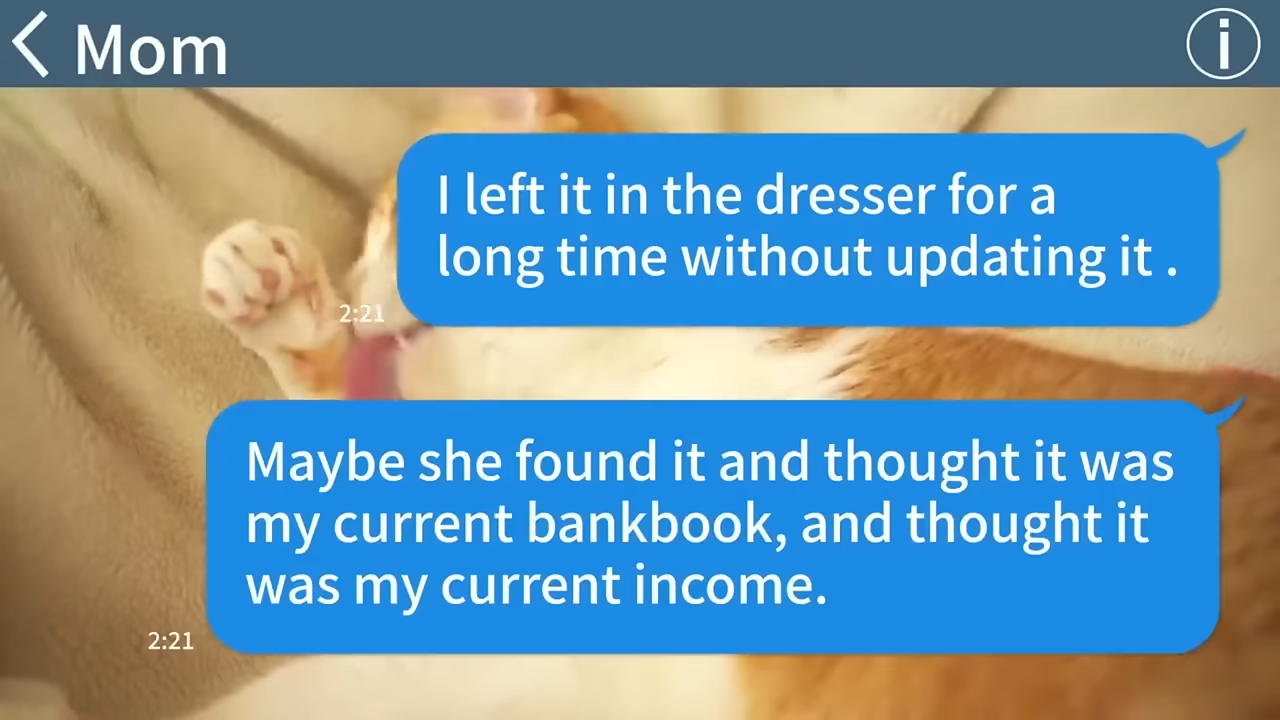 Mom
I left it in the dresser for a
long time without updating it .
2:21
Maybe she found it and thought it was
my current bankbook, and thought it
was my current income.
2:21